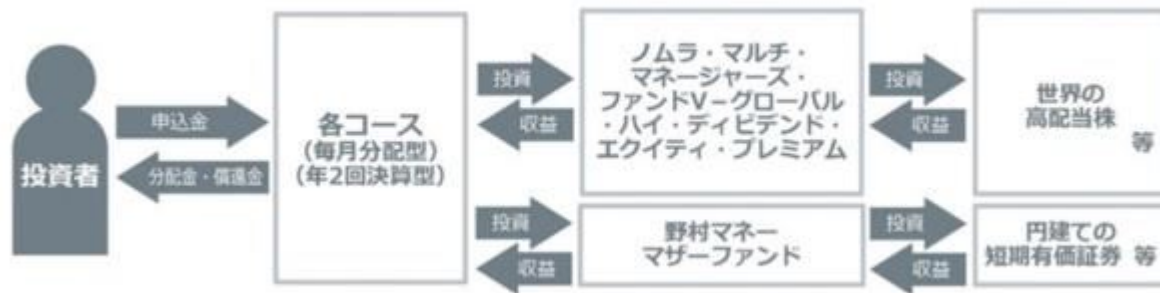 投資者
申込金
分配金・償還金
各コース
（毎月分配型）
（年2回決算型）
投資
収益
ノムラ・マルチ・
マネージャーズ・
ファンドⅤ－グローバル
・ハイ・ディビデンド・
エクイティ・プレミアム
投資
収益
世界の
高配当株
等
投資
収益
野村マネー
マザーファンド
投資
収益
円建ての
短期有価証券 等